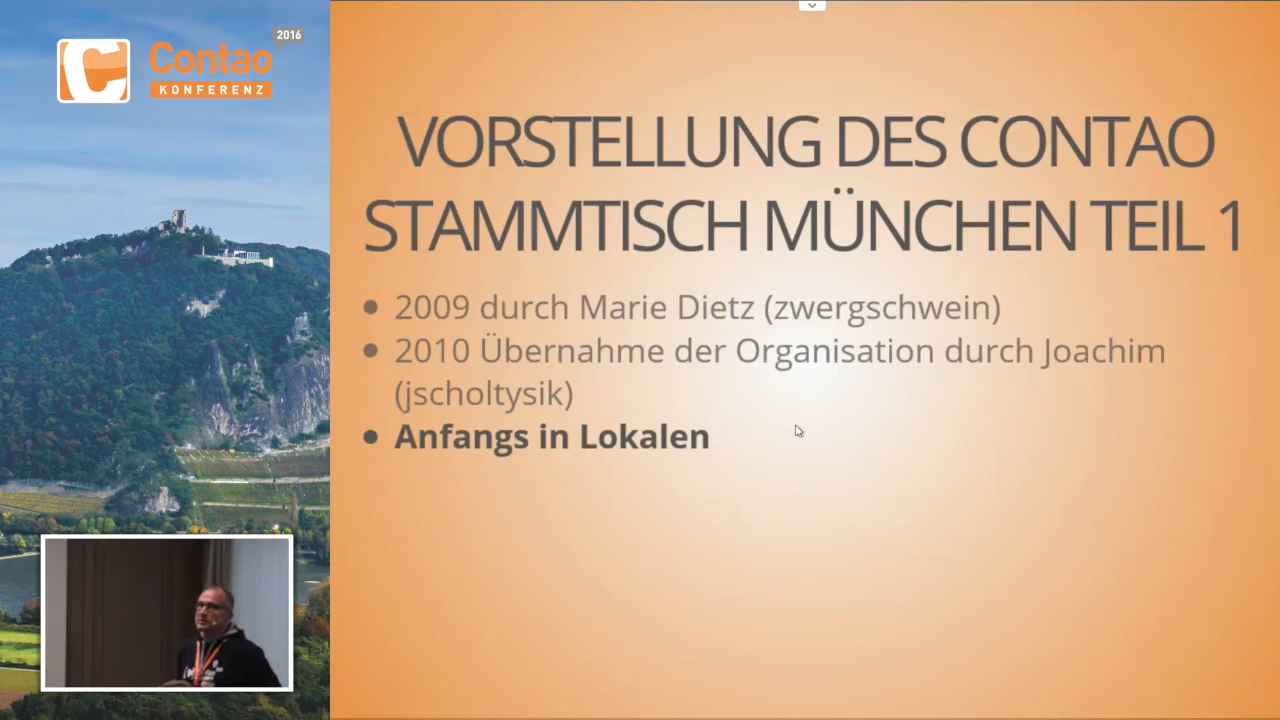 2016
Contao
KONFERENZ
VORSTELLUNG DES CONTAO
STAMMTISCH MÜNCHEN TEIL 1
2009 durch Marie Dietz (zwergschwein)
2010 Übernahme der Organisation durch Joachim
(jscholtysik)
Anfangs in Lokalen